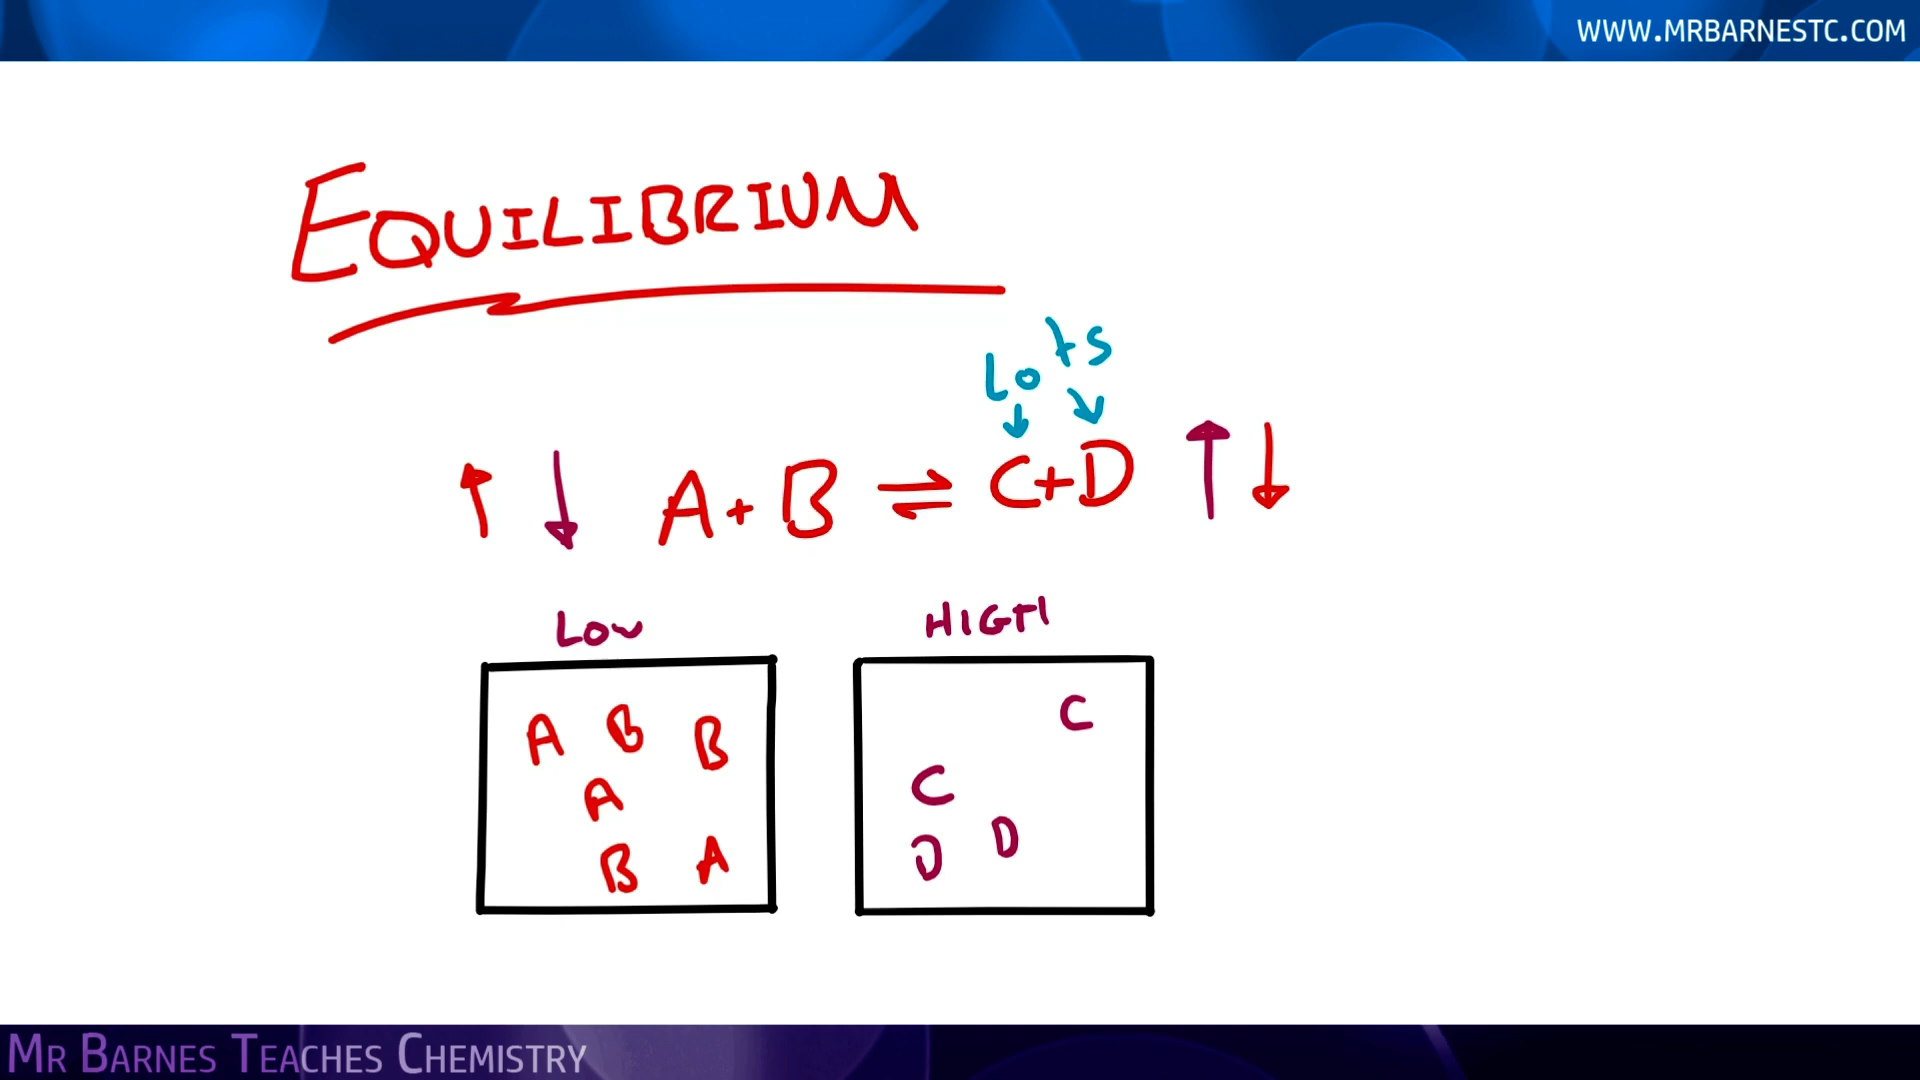 WWW.MRBARNESTC.COM
EQUILIBRIUM
Lots
A + B ⇌ C + D
LOW HIGH
A B B C
A C
B A D D
MR BARNES TEACHES CHEMISTRY